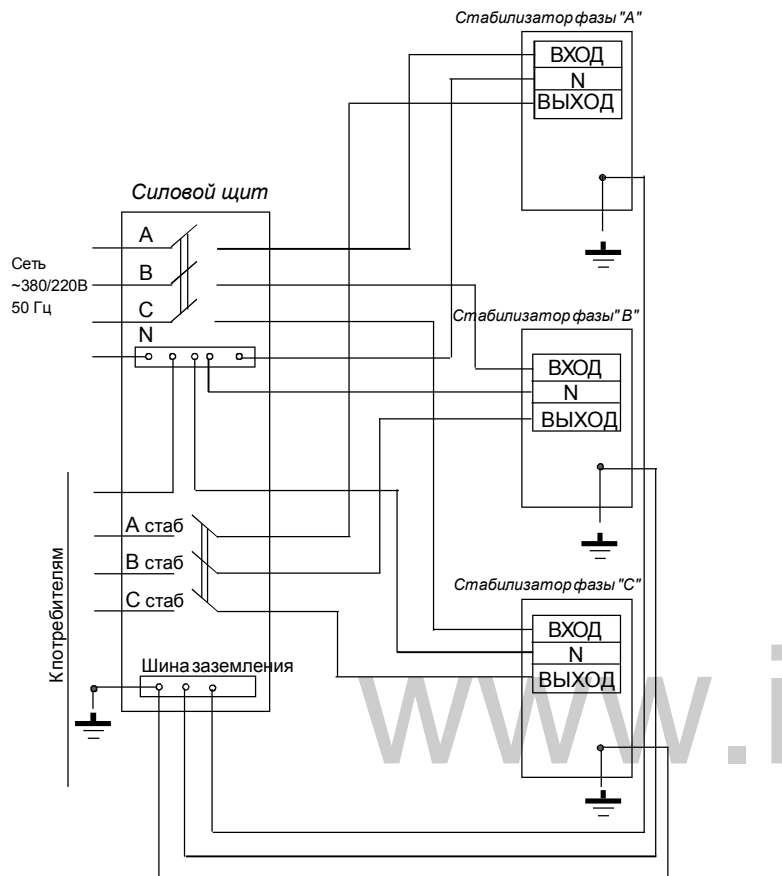 Стабилизатор фазы "А"
ВХОД
N
ВЫХОД
Силовой щит
A
B
C
N
Сеть
~380/220В
50 Гц
Стабилизатор фазы "В"
ВХОД
N
ВЫХОД
А стаб
В стаб
С стаб
К потребителям
Стабилизатор фазы "С"
ВХОД
N
ВЫХОД
Шина заземления
www.i